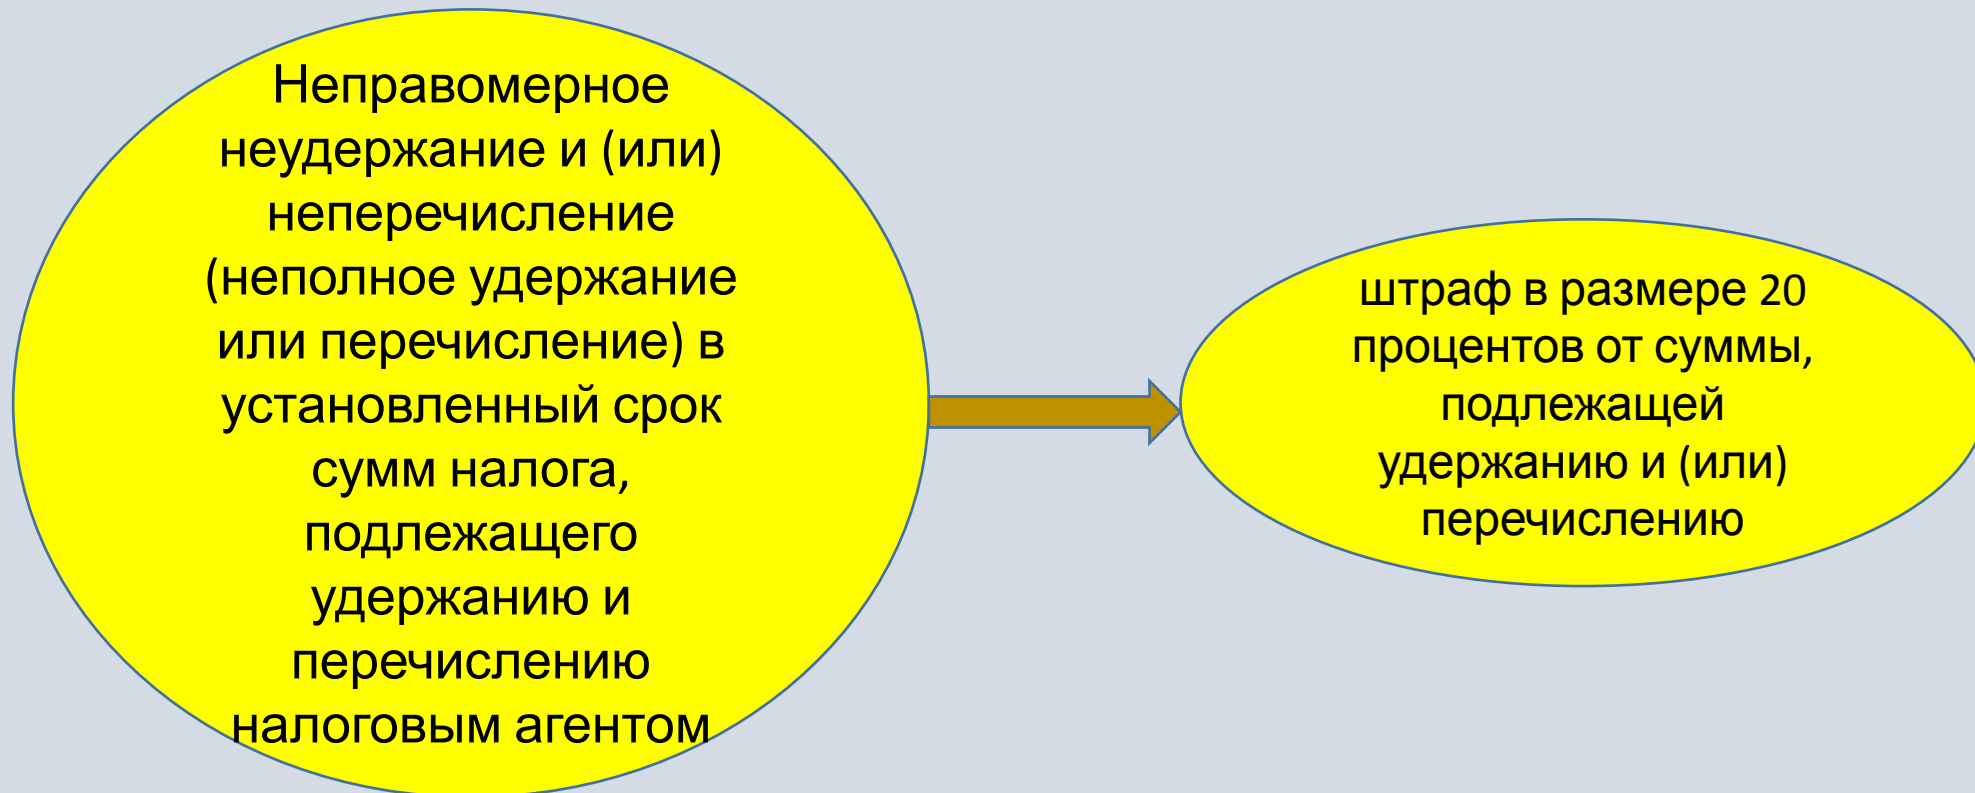 Неправомерное
неудержание и (или)
неперечисление
(неполное удержание
или перечисление) в
установленный срок
сумм налога,
подлежащего
удержанию и
перечислению
налоговым агентом
штраф в размере 20
процентов от суммы,
подлежащей
удержанию и (или)
перечислению